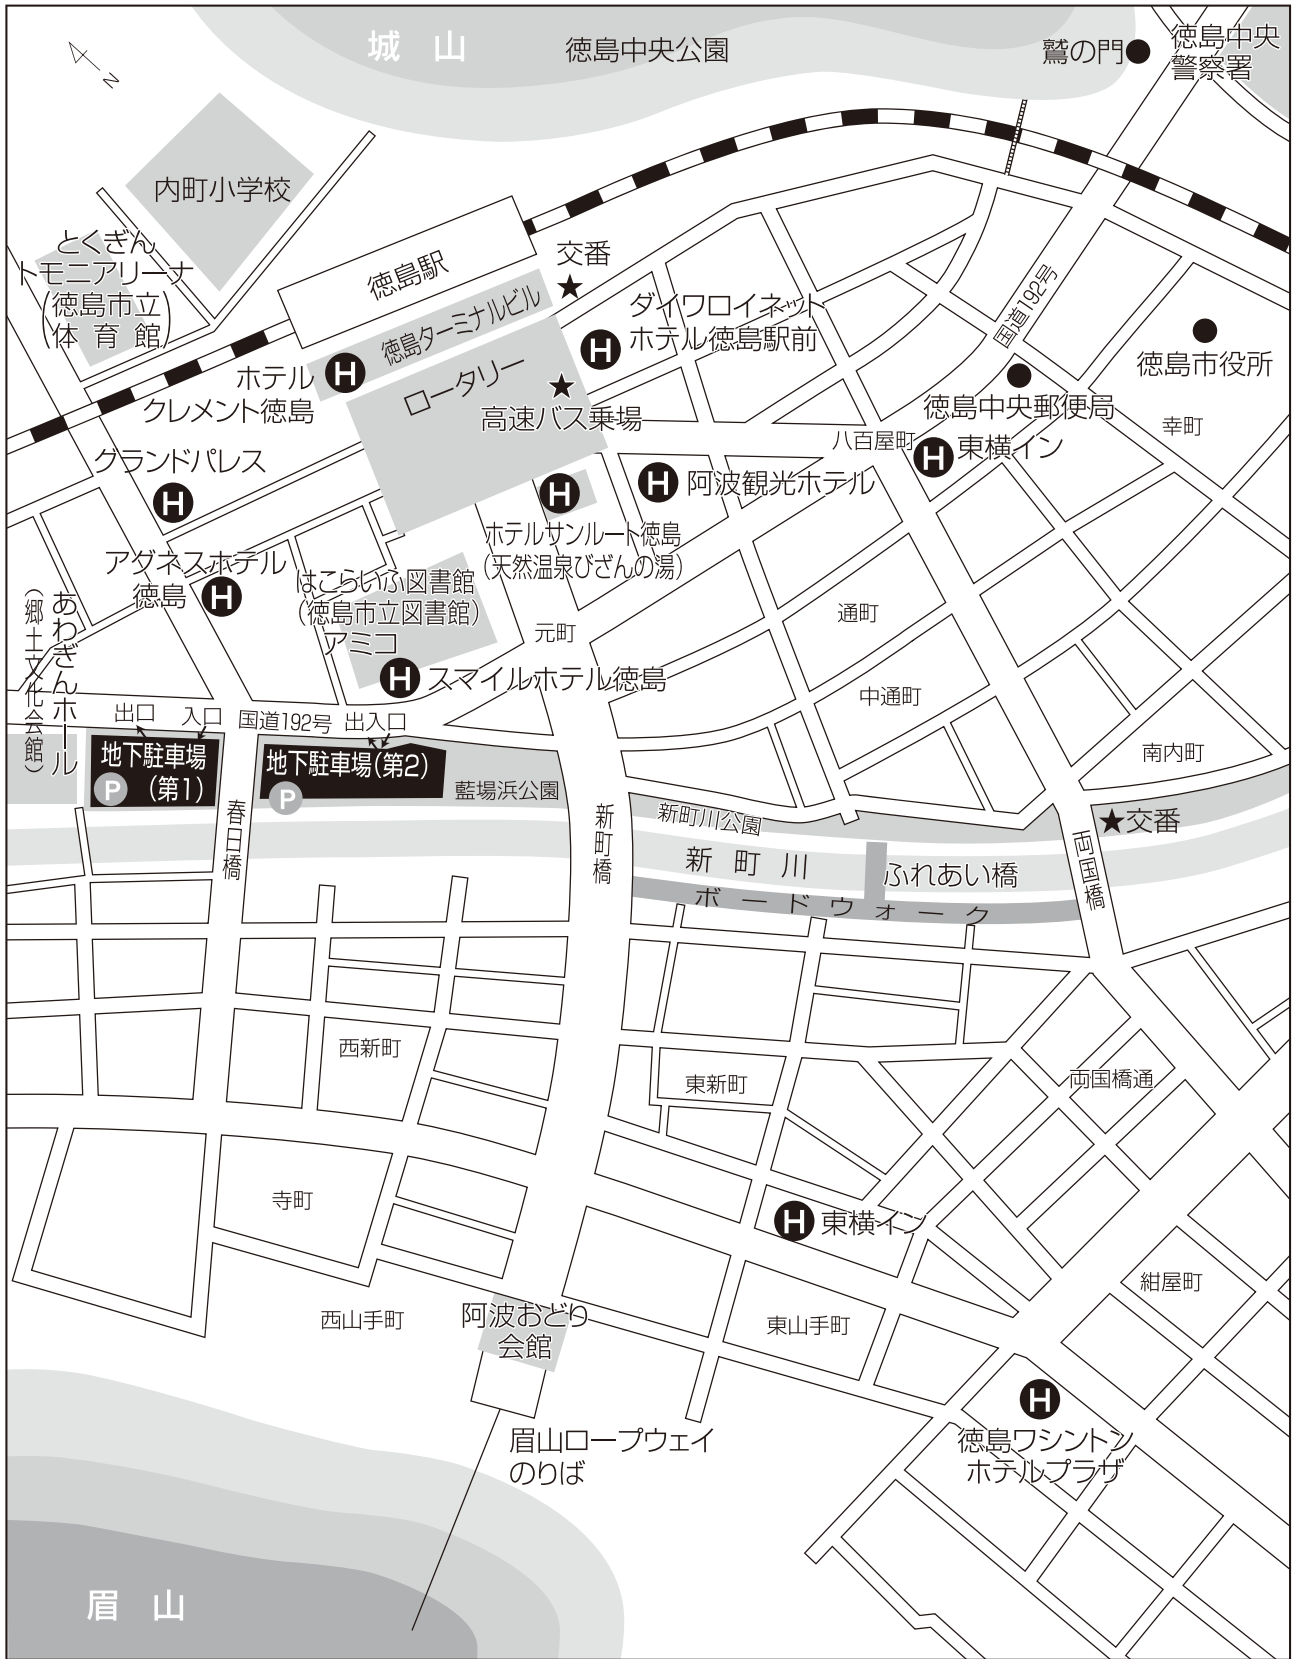 城山
徳島中央公園
鷲の門
徳島中央
警察署
N
内町小学校
とくぎん
トモニアリーナ
(徳島市立
体育館)
徳島駅
交番
徳島ターミナルビル
ロータリー
高速バス乗場
ダイワロイネット
ホテル徳島駅前
H
国道192号
徳島市役所
徳島中央郵便局
幸町
H
ホテル
クレメント徳島
グランドパレス
H
八百屋町
H
東横イン
H
阿波観光ホテル
H
ホテルサンルート徳島
(天然温泉びざんの湯)
アグネスホテル
徳島
H
はこらいふ図書館
(徳島市立図書館)
アミコ
H
スマイルホテル徳島
元町
通町
中通町
南内町
あわぎんホール
(郷土文化会館)
出口
入口
国道192号
出入口
地下駐車場
(第1)
P
地下駐車場(第2)
P
藍場浜公園
春日橋
新町橋
新町川公園
新町川
ふれあい橋
ボードウォーク
両国橋
交番
西新町
東新町
両国橋通
寺町
H
東横イン
紺屋町
西山手町
阿波おどり
会館
東山手町
眉山ロープウェイ
のりば
H
徳島ワシントン
ホテルプラザ
眉山